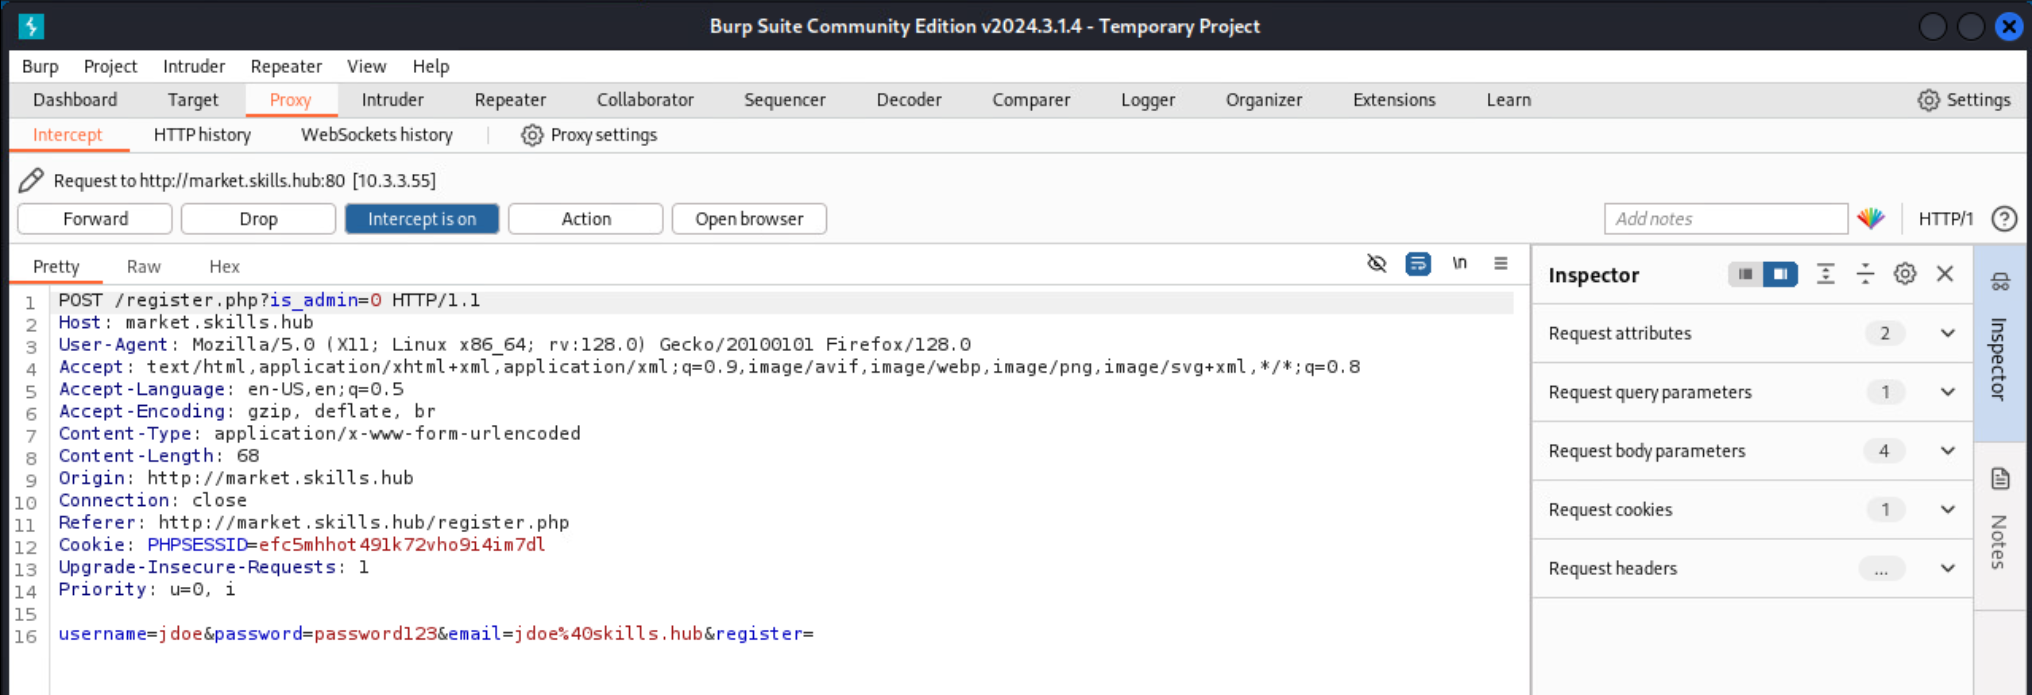 Burp Suite Community Edition v2024.3.1.4 - Temporary Project
Burp Project Intruder Repeater View Help
Dashboard Target Proxy Intruder Repeater Collaborator Sequencer Decoder Comparer Logger Organizer Extensions Learn Settings
Intercept HTTP history WebSockets history Proxy settings
Request to http://market.skills.hub:80 [10.3.3.55]
Forward Drop Intercept is on Action Open browser Add notes HTTP/1 ?
Pretty Raw Hex \n
1 POST /register.php?is_admin=0 HTTP/1.1
2 Host: market.skills.hub
3 User-Agent: Mozilla/5.0 (X11; Linux x86_64; rv:128.0) Gecko/20100101 Firefox/128.0
4 Accept: text/html,application/xhtml+xml,application/xml;q=0.9,image/avif,image/webp,image/png,image/svg+xml,*/*;q=0.8
5 Accept-Language: en-US,en;q=0.5
6 Accept-Encoding: gzip, deflate, br
7 Content-Type: application/x-www-form-urlencoded
8 Content-Length: 68
9 Origin: http://market.skills.hub
10 Connection: close
11 Referer: http://market.skills.hub/register.php
12 Cookie: PHPSESSID=efc5mhhot491k72vho9i4im7dl
13 Upgrade-Insecure-Requests: 1
14 Priority: u=0, i
15
16 username=jdoe&password=password123&email=jdoe%40skills.hub&register=
Inspector
Request attributes 2
Request query parameters 1
Request body parameters 4
Request cookies 1
Request headers ...
Inspector
Notes